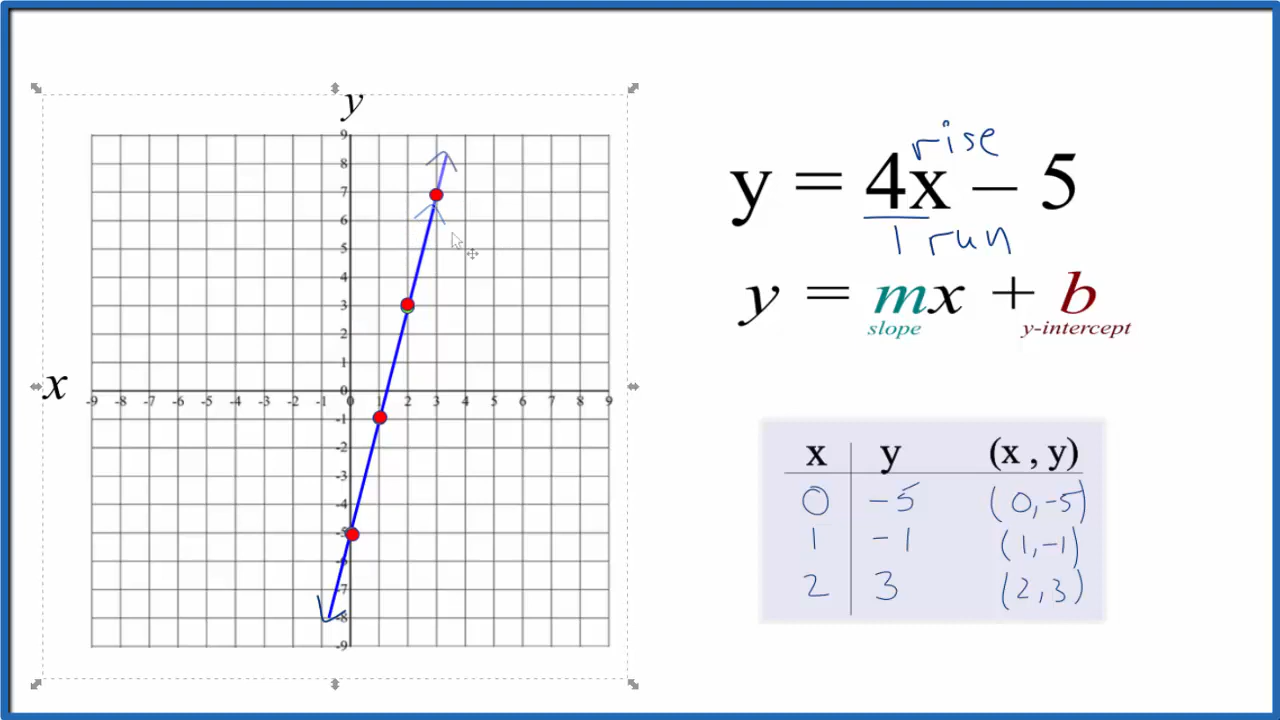 y
9
8
7
6
5
4
3
2
1
0
x
-9 -8 -7 -6 -5 -4 -3 -2 -1 0 1 2 3 4 5 6 7 8 9
-1
-2
-3
-4
-5
-6
-7
-8
-9
rise
y = 4x – 5
1 run
y = mx + b
slope y-intercept
x y (x , y)
0 -5 (0,-5)
1 -1 (1,-1)
2 3 (2,3)